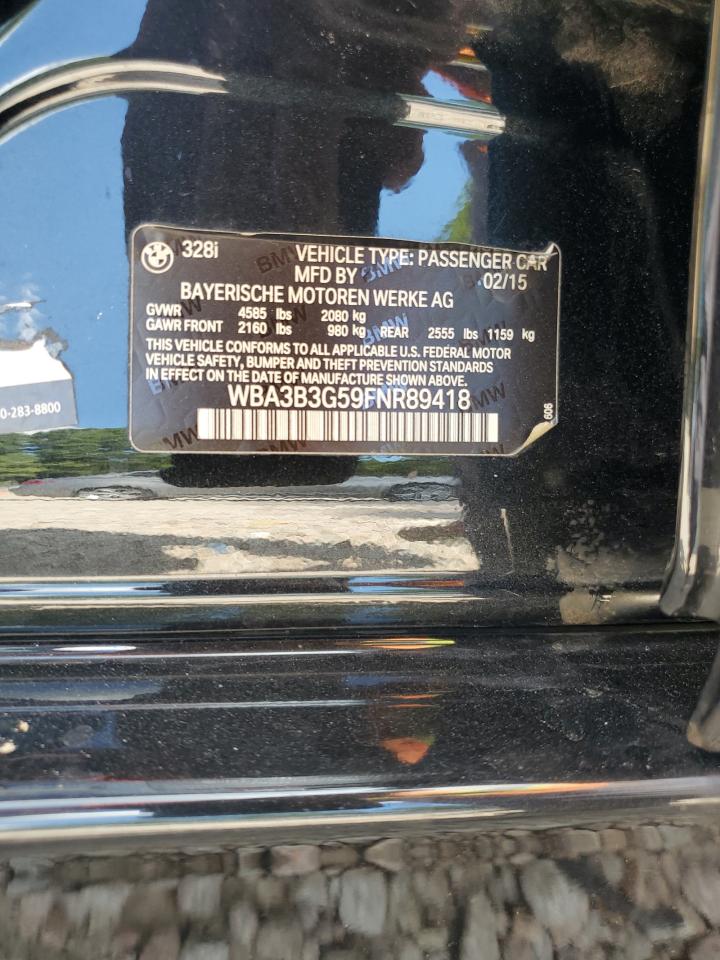 328i VEHICLE TYPE: PASSENGER CAR
MFD BY 02/15
BAYERISCHE MOTOREN WERKE AG
GVWR 4585 lbs 2080 kg
GAWR FRONT 2160 lbs 980 kg REAR 2555 lbs 1159 kg
THIS VEHICLE CONFORMS TO ALL APPLICABLE U.S. FEDERAL MOTOR
VEHICLE SAFETY, BUMPER AND THEFT PREVENTION STANDARDS
IN EFFECT ON DATE OF MANUFACTURE SHOWN ABOVE.
WBA3B3G59FNR89418
608
0-283-8800